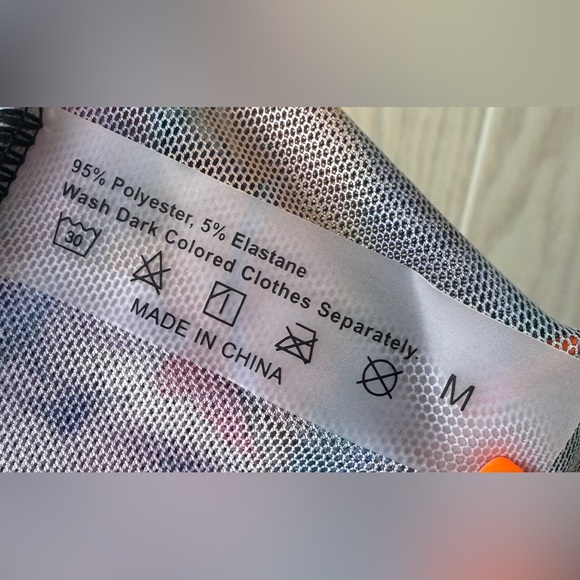 95% Polyester, 5% Elastane
Wash Dark Colored Clothes Separately.
30
MADE IN CHINA
M